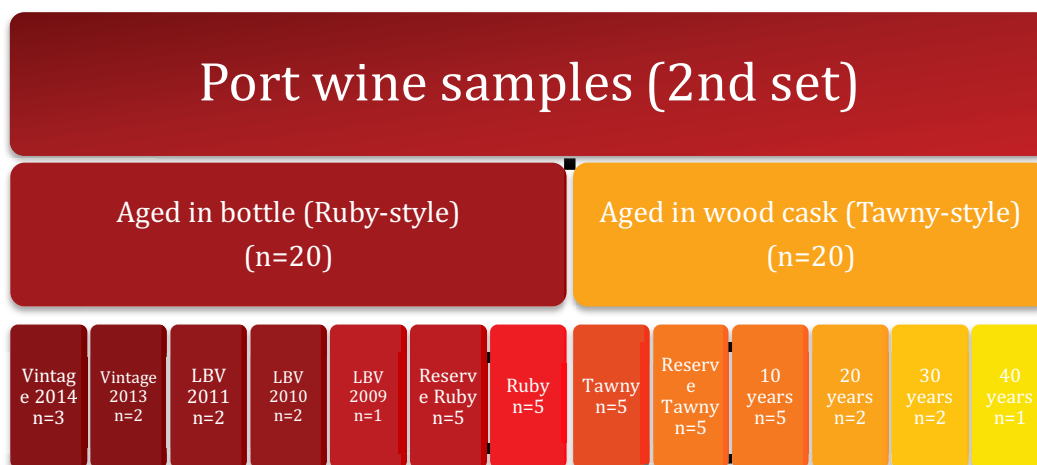 Port wine samples (2nd set)
Aged in bottle (Ruby-style)
(n=20)
Aged in wood cask (Tawny-style)
(n=20)
Vintag
e 2014
n=3
Vintage
2013
n=2
LBV
2011
n=2
LBV
2010
n=2
LBV
2009
n=1
Reserv
e Ruby
n=5
Ruby
n=5
Tawny
n=5
Reserv
e
Tawny
n=5
10
years
n=5
20
years
n=2
30
years
n=2
40
years
n=1